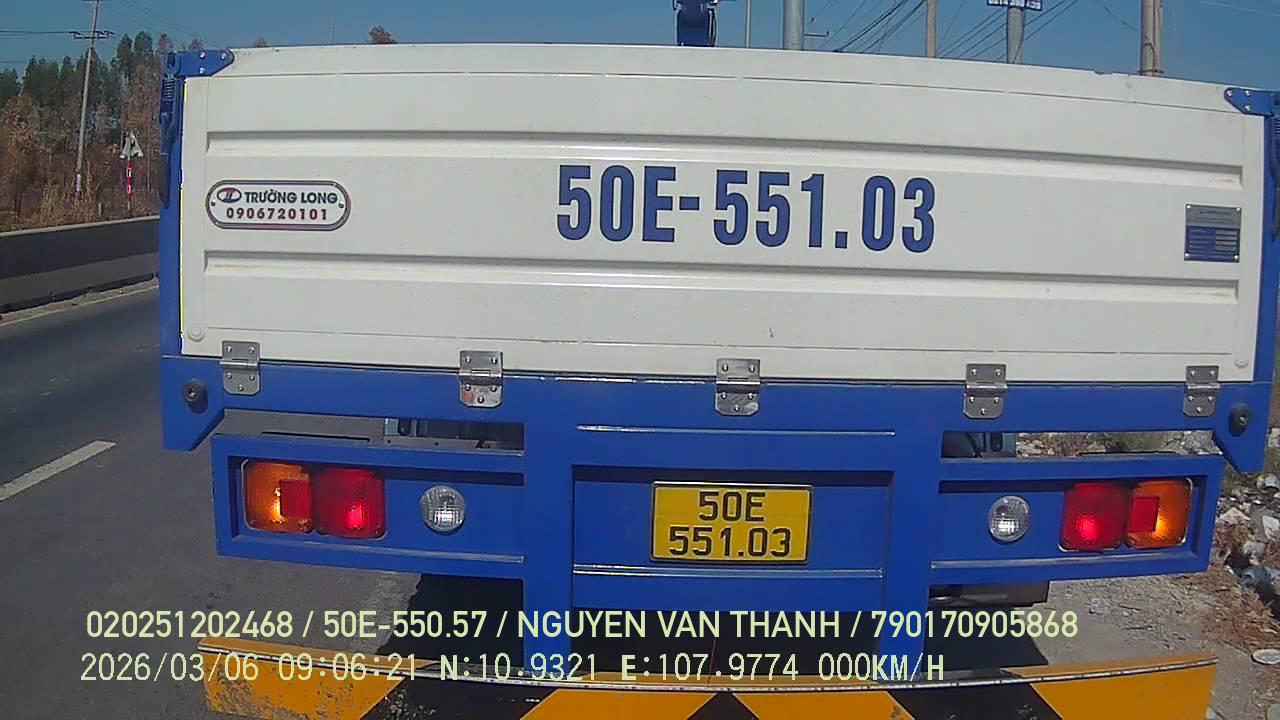 TRƯỜNG LONG
0906720101
50E-551.03
50E
551.03
020251202468 / 50E-550.57 / NGUYEN VAN THANH / 790170905868
2026/03/06 09:06:21 N:10.9321 E:107.9774 000KM/H